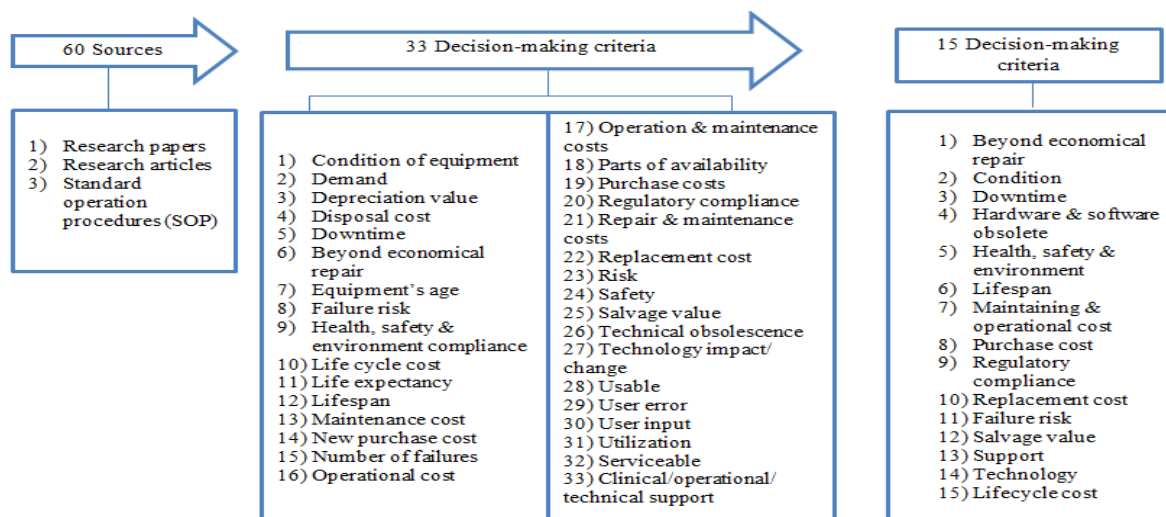 60 Sources
1) Research papers
2) Research articles
3) Standard
operation
procedures (SOP)
33 Decision-making criteria
1) Condition of equipment
2) Demand
3) Depreciation value
4) Disposal cost
5) Downtime
6) Beyond economical
repair
7) Equipment's age
8) Failure risk
9) Health, safety &
environment compliance
10) Life cycle cost
11) Life expectancy
12) Lifespan
13) Maintenance cost
14) New purchase cost
15) Number of failures
16) Operational cost
17) Operation & maintenance
costs
18) Parts of availability
19) Purchase costs
20) Regulatory compliance
21) Repair & maintenance
costs
22) Replacement cost
23) Risk
24) Safety
25) Salvage value
26) Technical obsolescence
27) Technology impact/
change
28) Usable
29) User error
30) User input
31) Utilization
32) Serviceable
33) Clinical/operational/
technical support
15 Decision-making
criteria
1) Beyond economical
repair
2) Condition
3) Downtime
4) Hardware & software
obsolete
5) Health, safety &
environment
6) Lifespan
7) Maintaining &
operational cost
8) Purchase cost
9) Regulatory
compliance
10) Replacement cost
11) Failure risk
12) Salvage value
13) Support
14) Technology
15) Lifecycle cost